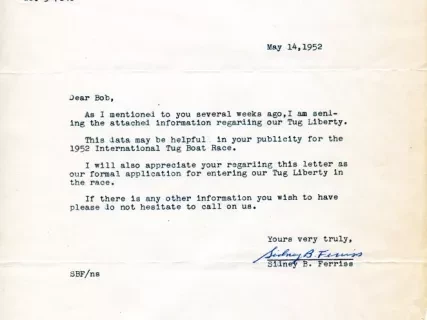 May 14,1952
Dear Bob,
As I mentioned to you several weeks ago,I am send-
ing the attached information regarding our Tug Liberty.
This data may be helpful in your publicity for the
1952 International Tug Boat Race.
I will also appreciate your regarding this letter as
our formal application for entering our Tug Liberty in
the race.
If there is any other information you wish to have
please do not hesitate to call on us.
Yours very truly,
Sidney B. Ferriss
Sidney B. Ferriss
SBF/ns